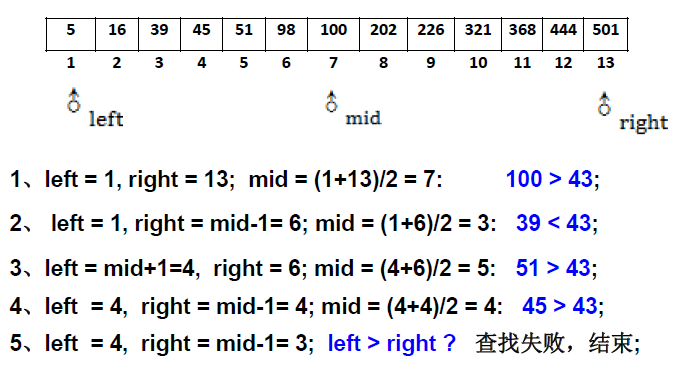 5 16 39 45 51 98 100 202 226 321 368 444 501
1 2 3 4 5 6 7 8 9 10 11 12 13
left mid right
1、left = 1, right = 13; mid = (1+13)/2 = 7: 100 > 43;
2、 left = 1, right = mid-1= 6; mid = (1+6)/2 = 3: 39 < 43;
3、left = mid+1=4, right = 6; mid = (4+6)/2 = 5: 51 > 43;
4、left = 4, right = mid-1= 4; mid = (4+4)/2 = 4: 45 > 43;
5、left = 4, right = mid-1= 3; left > right ? 查找失败，结束;